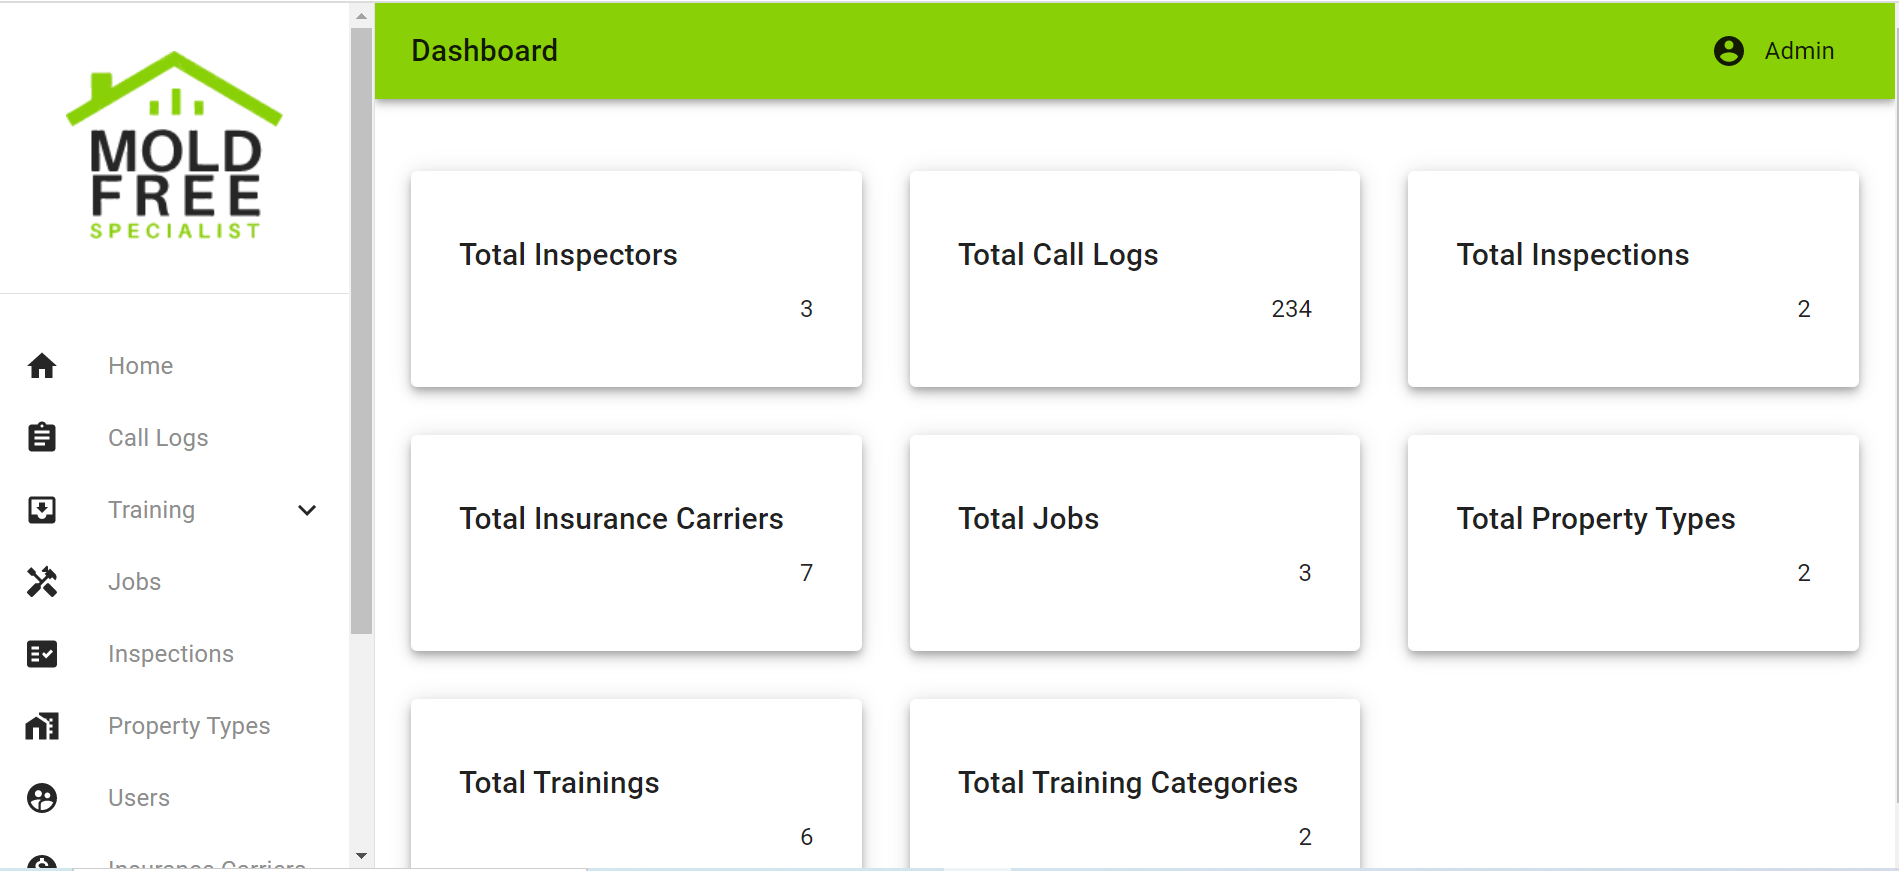 MOLD
FREE
SPECIALIST
Home
Call Logs
Training
Jobs
Inspections
Property Types
Users
Insurance Carriers
Dashboard
Admin
Total Inspectors
3
Total Call Logs
234
Total Inspections
2
Total Insurance Carriers
7
Total Jobs
3
Total Property Types
2
Total Trainings
6
Total Training Categories
2